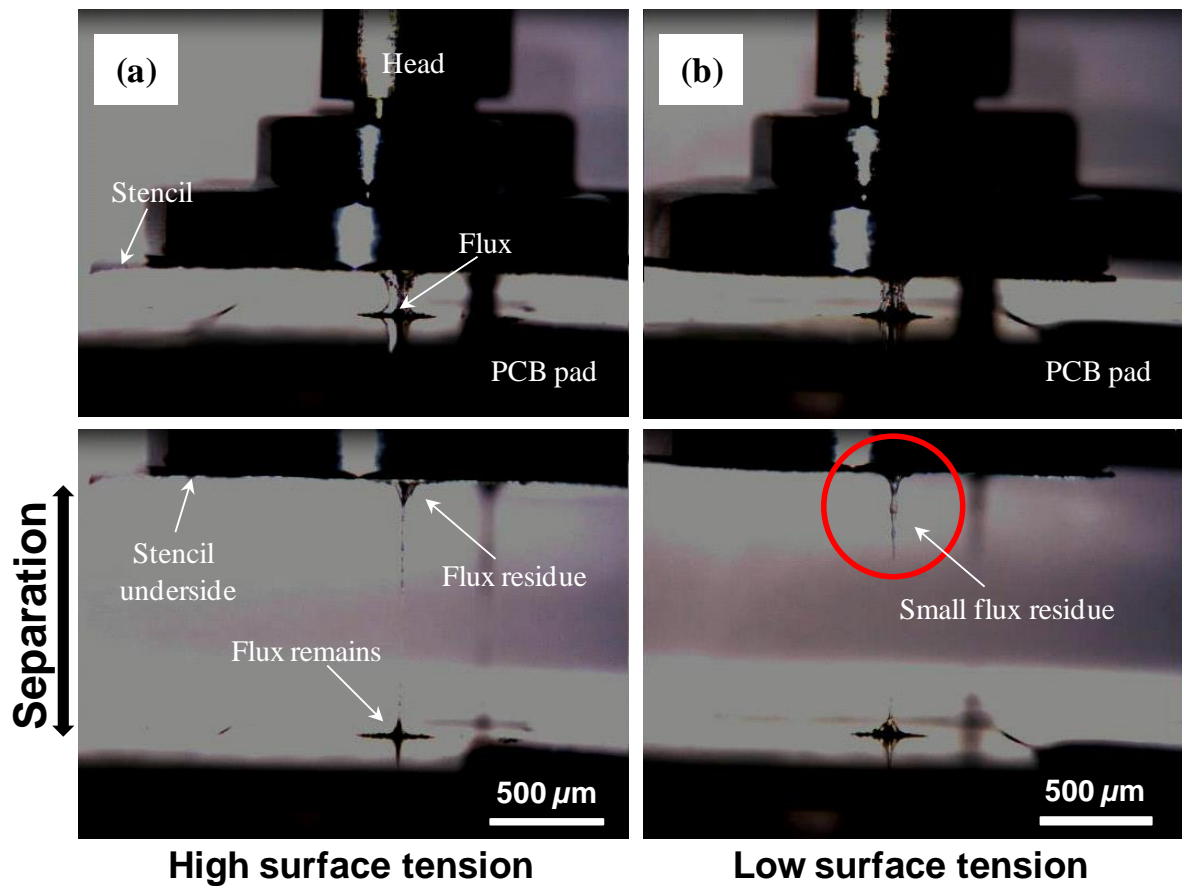 (a)
Head
Stencil
Flux
PCB pad
(b)
PCB pad
Separation
Stencil
underside
Flux residue
Flux remains
500 µm
Small flux residue
500 µm
High surface tension
Low surface tension